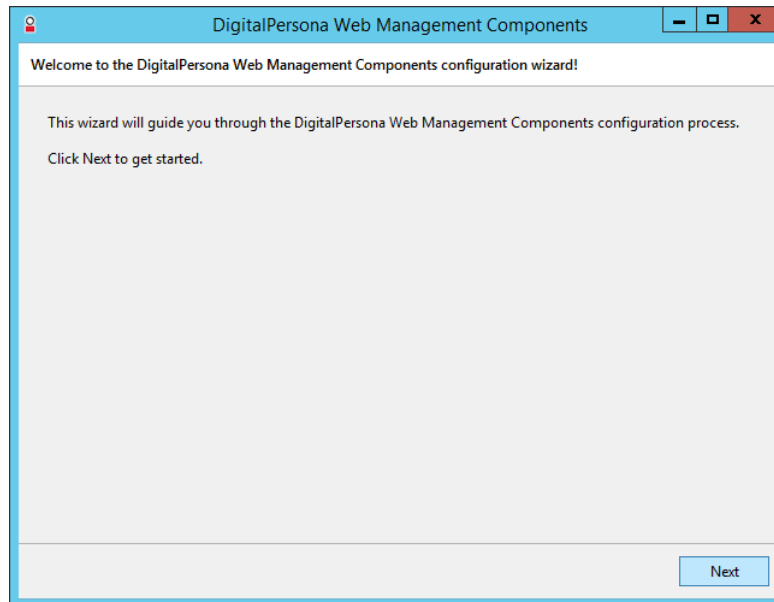 DigitalPersona Web Management Components
Welcome to the DigitalPersona Web Management Components configuration wizard!
This wizard will guide you through the DigitalPersona Web Management Components configuration process.
Click Next to get started.
Next